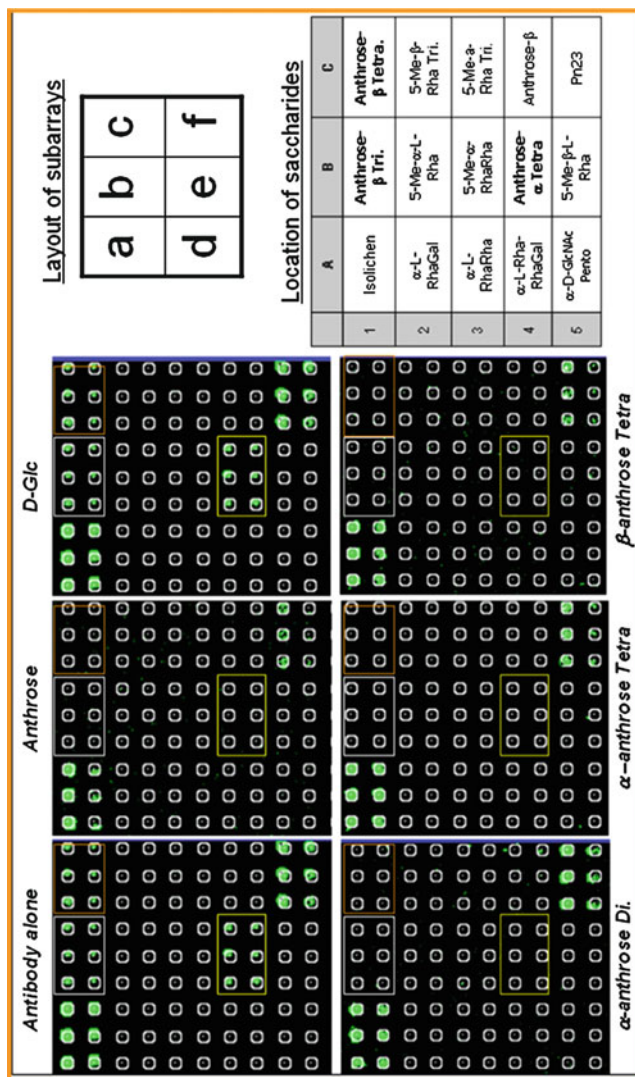 Antibody alone
Anthrose
D-Glc
α-anthrose Di.
α-anthrose Tetra
β-anthrose Tetra
Layout of subarrays
a b c
d e f
Location of saccharides
A B C
1 Isolichen Anthrose-β Tri. Anthrose-β Tetra.
2 α-L-RhaGal 5-Me-α-L-Rha 5-Me-β-Rha Tri.
3 α-L-RhaRha 5-Me-α-RhaRha 5-Me-a-Rha Tri.
4 α-L-Rha-RhaGal Anthrose-α Tetra Anthrose-β
5 α-D-GlcNAc Pento 5-Me-β-L-Rha Pn23